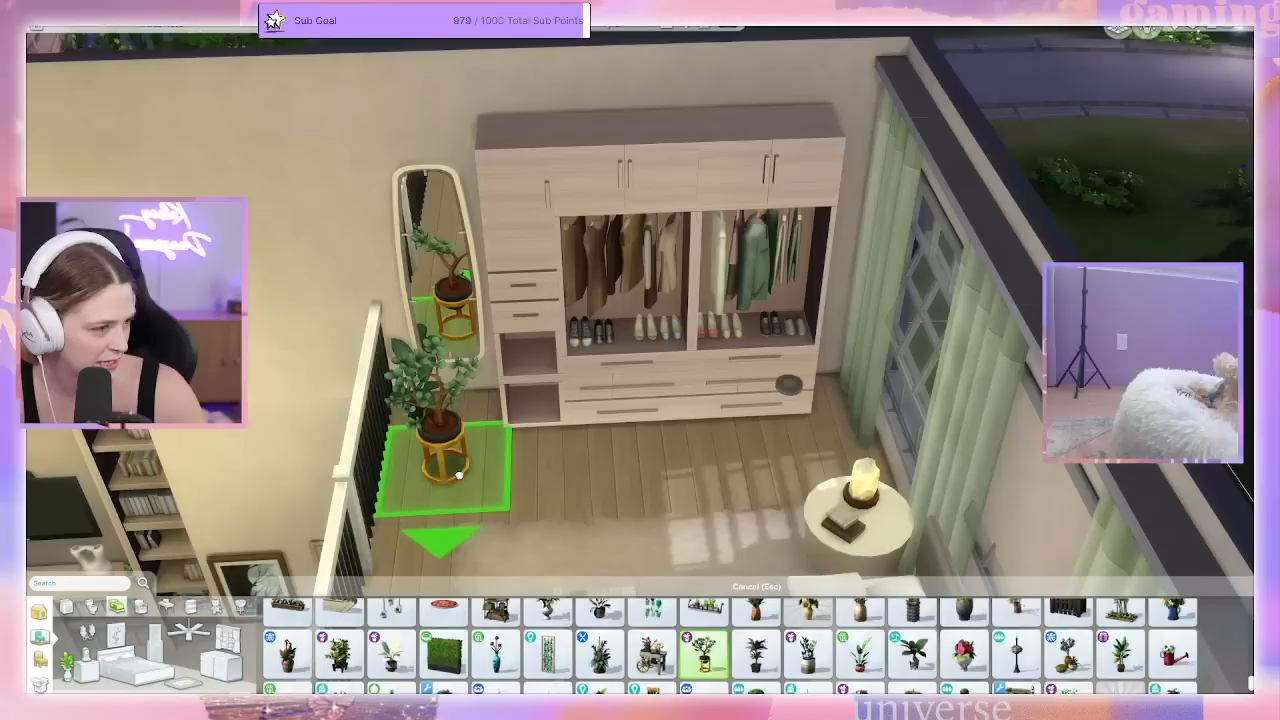 gaming
Sub Goal
979 / 1000 Total Sub Points
Cancel (Esc)
Search
universe